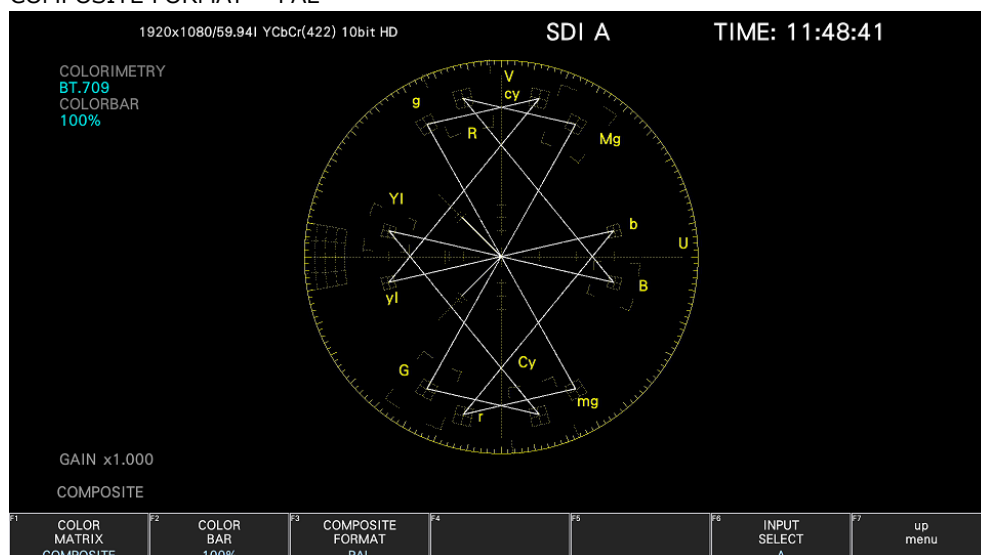 COMPOSITE FORMAT = PAL
1920x1080/59.94I YCbCr(422) 10bit HD
SDI A
TIME: 11:48:41
COLORIMETRY
BT.709
COLORBAR
100%
V
g
cy
R
Mg
Yl
b
U
yl
B
G
Cy
r
mg
GAIN x1.000
COMPOSITE
F1 COLOR
MATRIX
COMPOSITE
F2 COLOR
BAR
100%
F3 COMPOSITE
FORMAT
PAL
F4
F5
F6 INPUT
SELECT
A
F7 up
menu